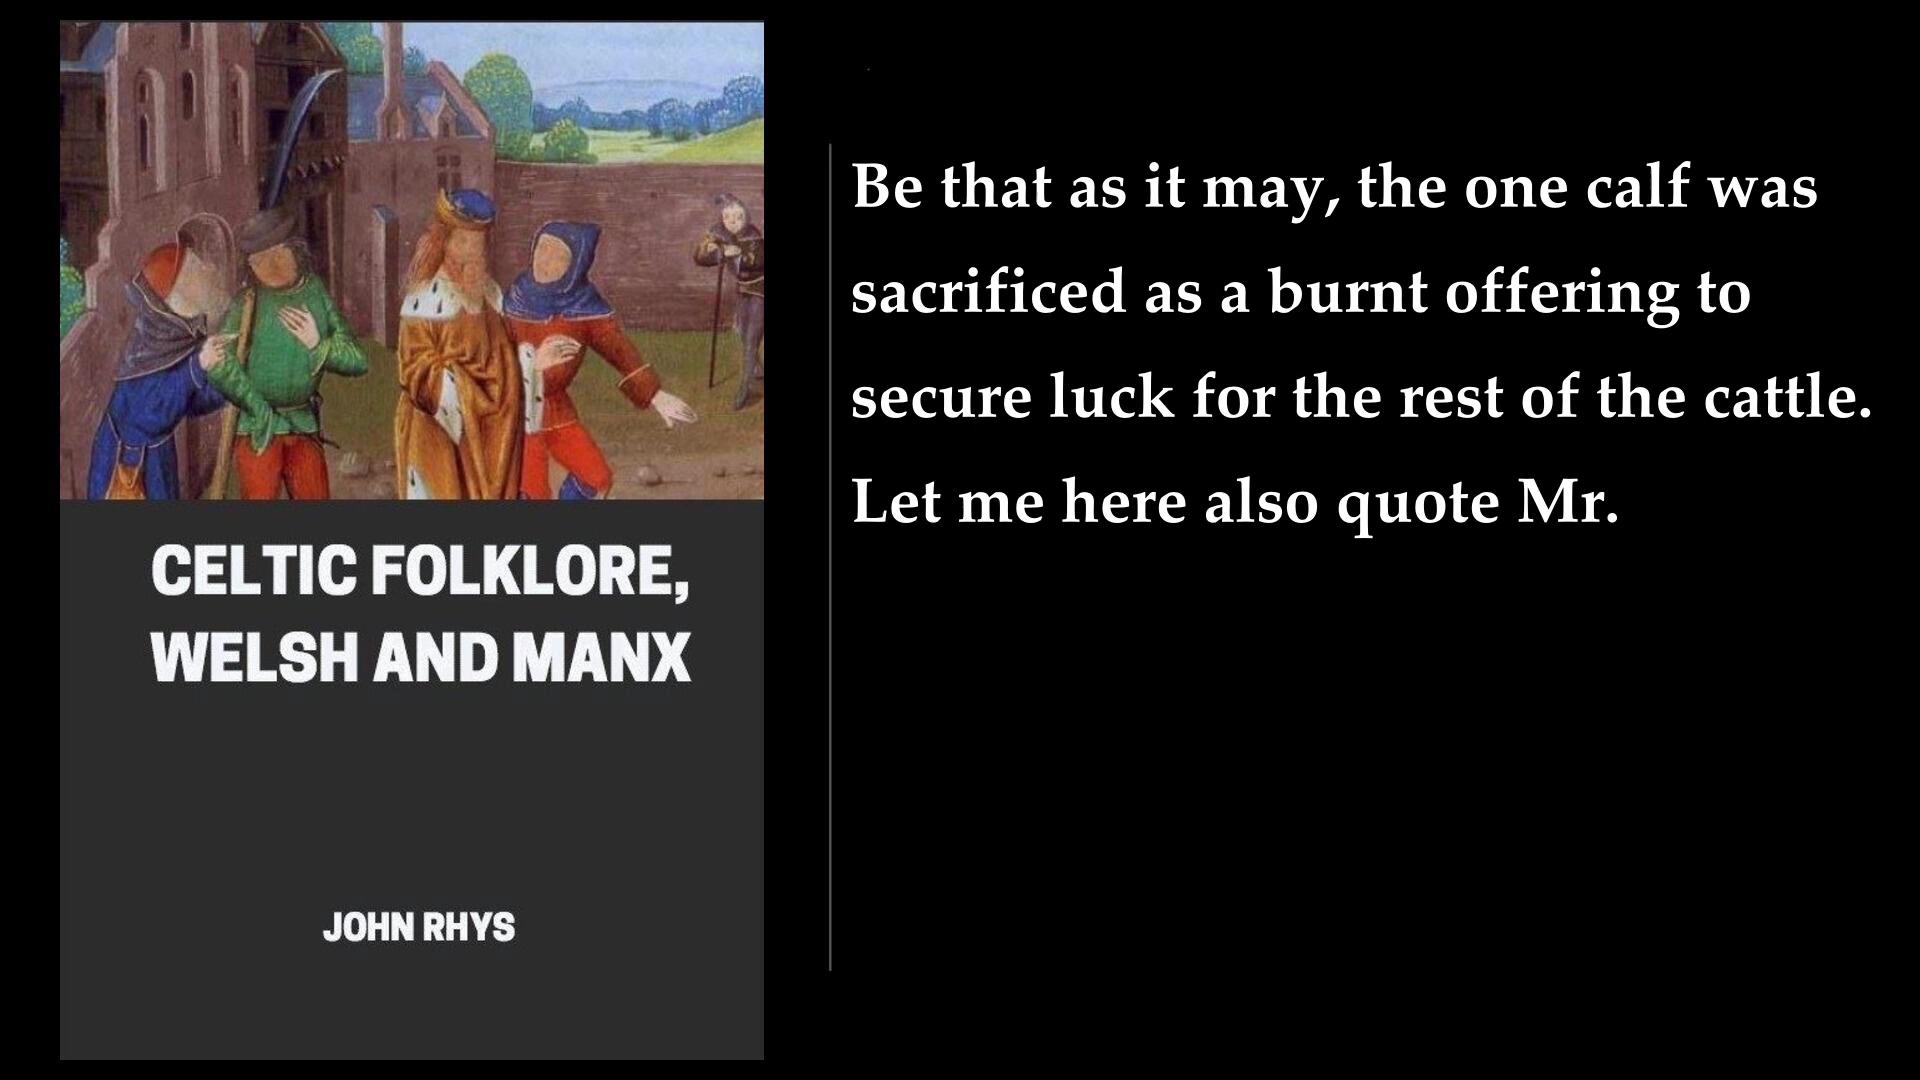 CELTIC FOLKLORE,
WELSH AND MANX
JOHN RHYS
Be that as it may, the one calf was
sacrificed as a burnt offering to
secure luck for the rest of the cattle.
Let me here also quote Mr.